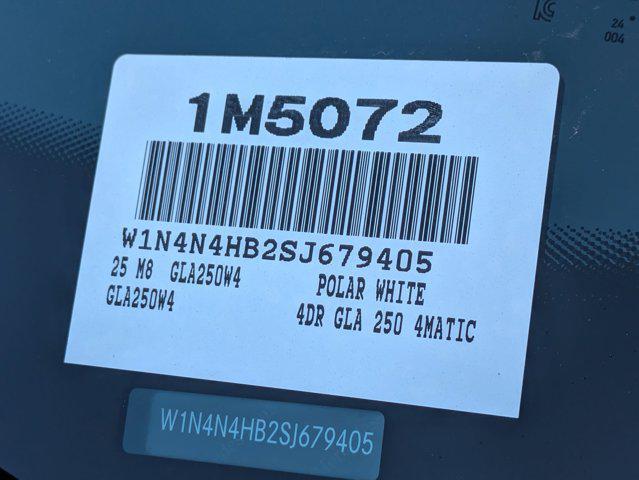 24
004
1M5072
W1N4N4HB2SJ679405
25 M8 GLA250W4 POLAR WHITE
GLA250W4 4DR GLA 250 4MATIC
W1N4N4HB2SJ679405